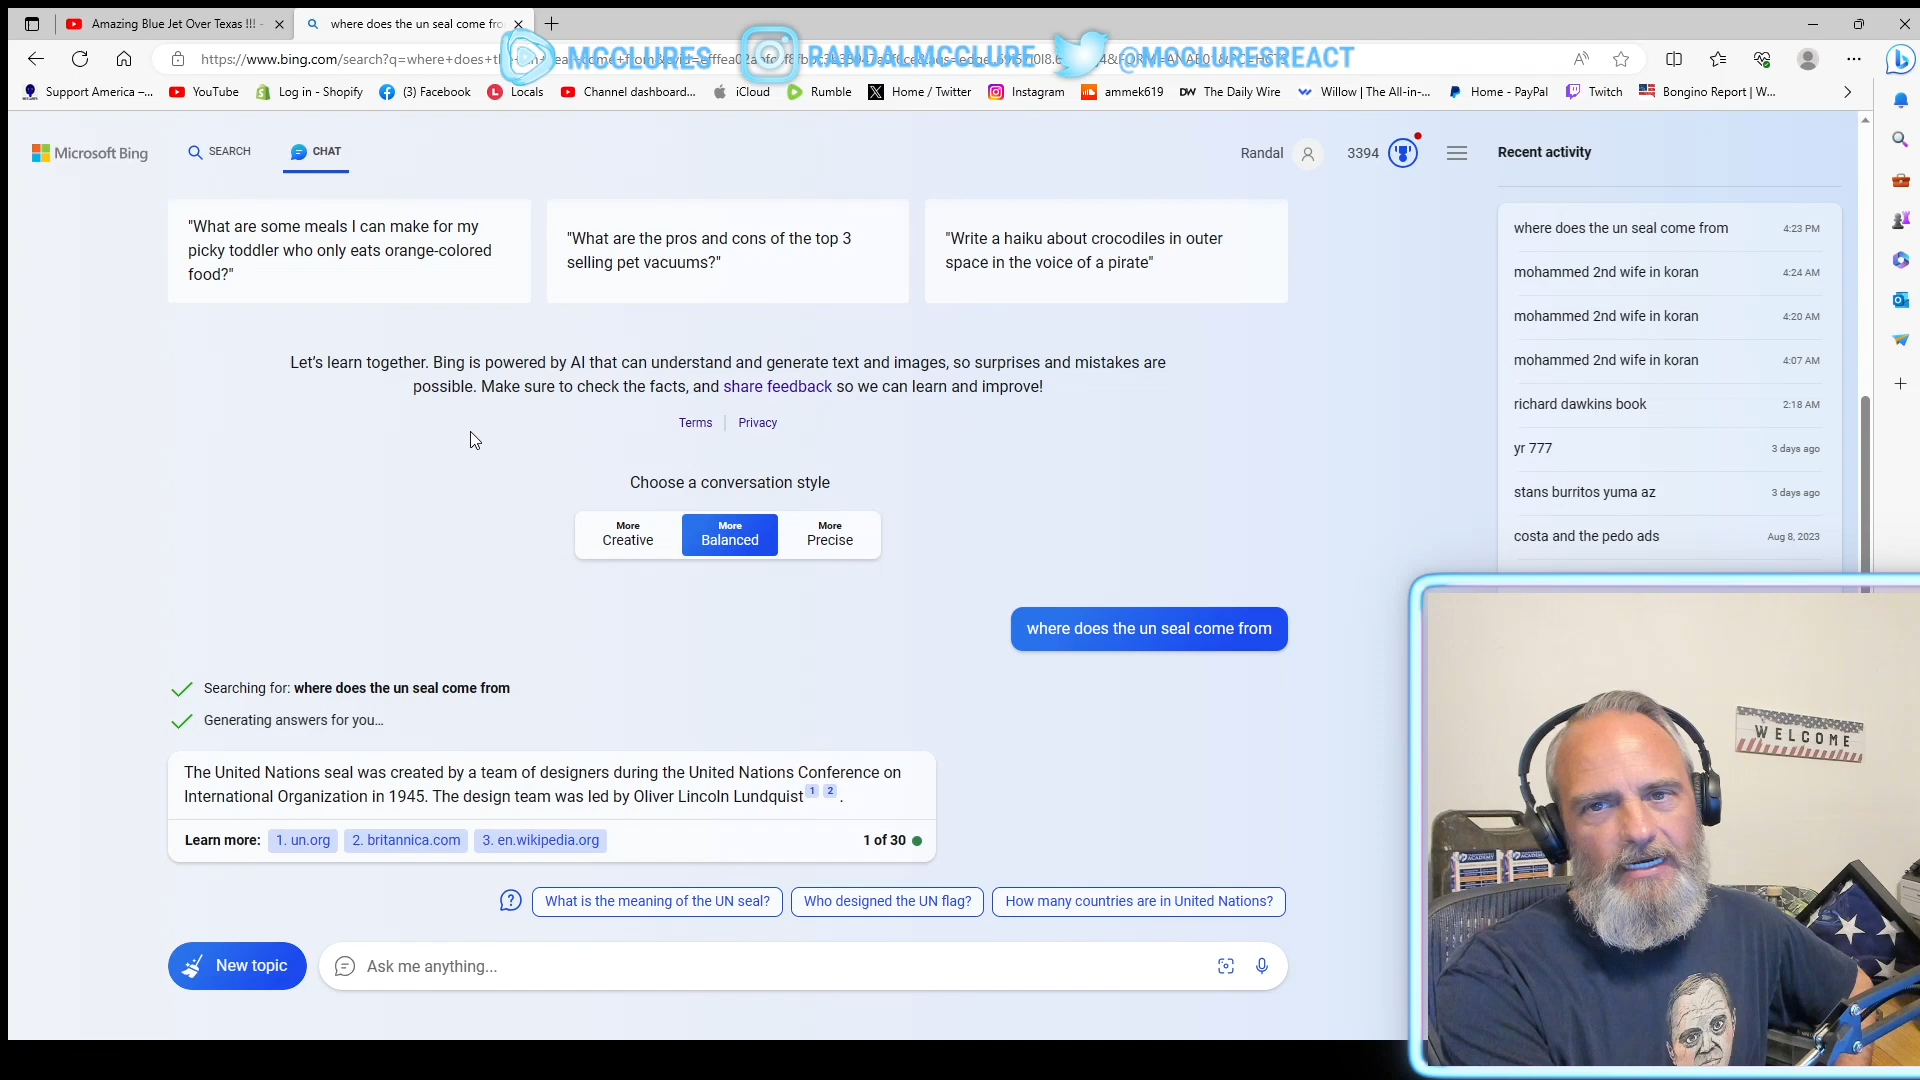 Amazing Blue Jet Over Texas !!! -
where does the un seal come fro
https://www.bing.com/search?q=where+does+th
MCCLURES
RANDALMCCLURE
@MCCLURESREACT
Support America –...
YouTube
Log in - Shopify
(3) Facebook
Locals
Channel dashboard...
iCloud
Rumble
Home / Twitter
Instagram
ammek619
DW The Daily Wire
Willow | The All-in-...
Home - PayPal
Twitch
Bongino Report | W...
Microsoft Bing
SEARCH
CHAT
Randal
3394
Recent activity
"What are some meals I can make for my
picky toddler who only eats orange-colored
food?"
"What are the pros and cons of the top 3
selling pet vacuums?"
"Write a haiku about crocodiles in outer
space in the voice of a pirate"
where does the un seal come from 4:23 PM
mohammed 2nd wife in koran 4:24 AM
mohammed 2nd wife in koran 4:20 AM
mohammed 2nd wife in koran 4:07 AM
richard dawkins book 2:18 AM
yr 777 3 days ago
stans burritos yuma az 3 days ago
costa and the pedo ads Aug 8, 2023
Let's learn together. Bing is powered by AI that can understand and generate text and images, so surprises and mistakes are
possible. Make sure to check the facts, and share feedback so we can learn and improve!
Terms
Privacy
Choose a conversation style
More
Creative
More
Balanced
More
Precise
where does the un seal come from
Searching for: where does the un seal come from
Generating answers for you...
The United Nations seal was created by a team of designers during the United Nations Conference on
International Organization in 1945. The design team was led by Oliver Lincoln Lundquist 1 2 .
Learn more: 1. un.org 2. britannica.com 3. en.wikipedia.org 1 of 30
What is the meaning of the UN seal?
Who designed the UN flag?
How many countries are in United Nations?
New topic
Ask me anything...
WELCOME
ACADEMY